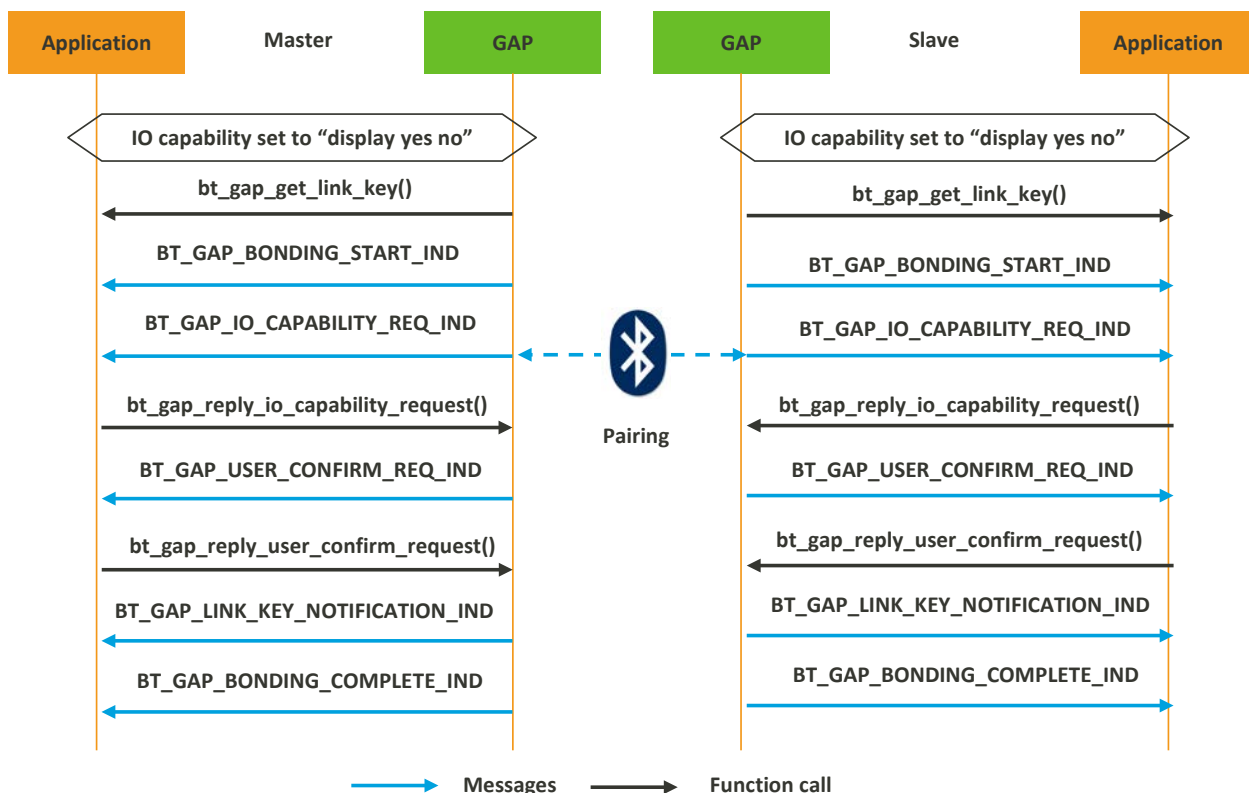 Application Master GAP GAP Slave Application
IO capability set to “display yes no” IO capability set to “display yes no”
bt_gap_get_link_key() bt_gap_get_link_key()
BT_GAP_BONDING_START_IND BT_GAP_BONDING_START_IND
BT_GAP_IO_CAPABILITY_REQ_IND BT_GAP_IO_CAPABILITY_REQ_IND
bt_gap_reply_io_capability_request() bt_gap_reply_io_capability_request()
Pairing
BT_GAP_USER_CONFIRM_REQ_IND BT_GAP_USER_CONFIRM_REQ_IND
bt_gap_reply_user_confirm_request() bt_gap_reply_user_confirm_request()
BT_GAP_LINK_KEY_NOTIFICATION_IND BT_GAP_LINK_KEY_NOTIFICATION_IND
BT_GAP_BONDING_COMPLETE_IND BT_GAP_BONDING_COMPLETE_IND
Messages Function call